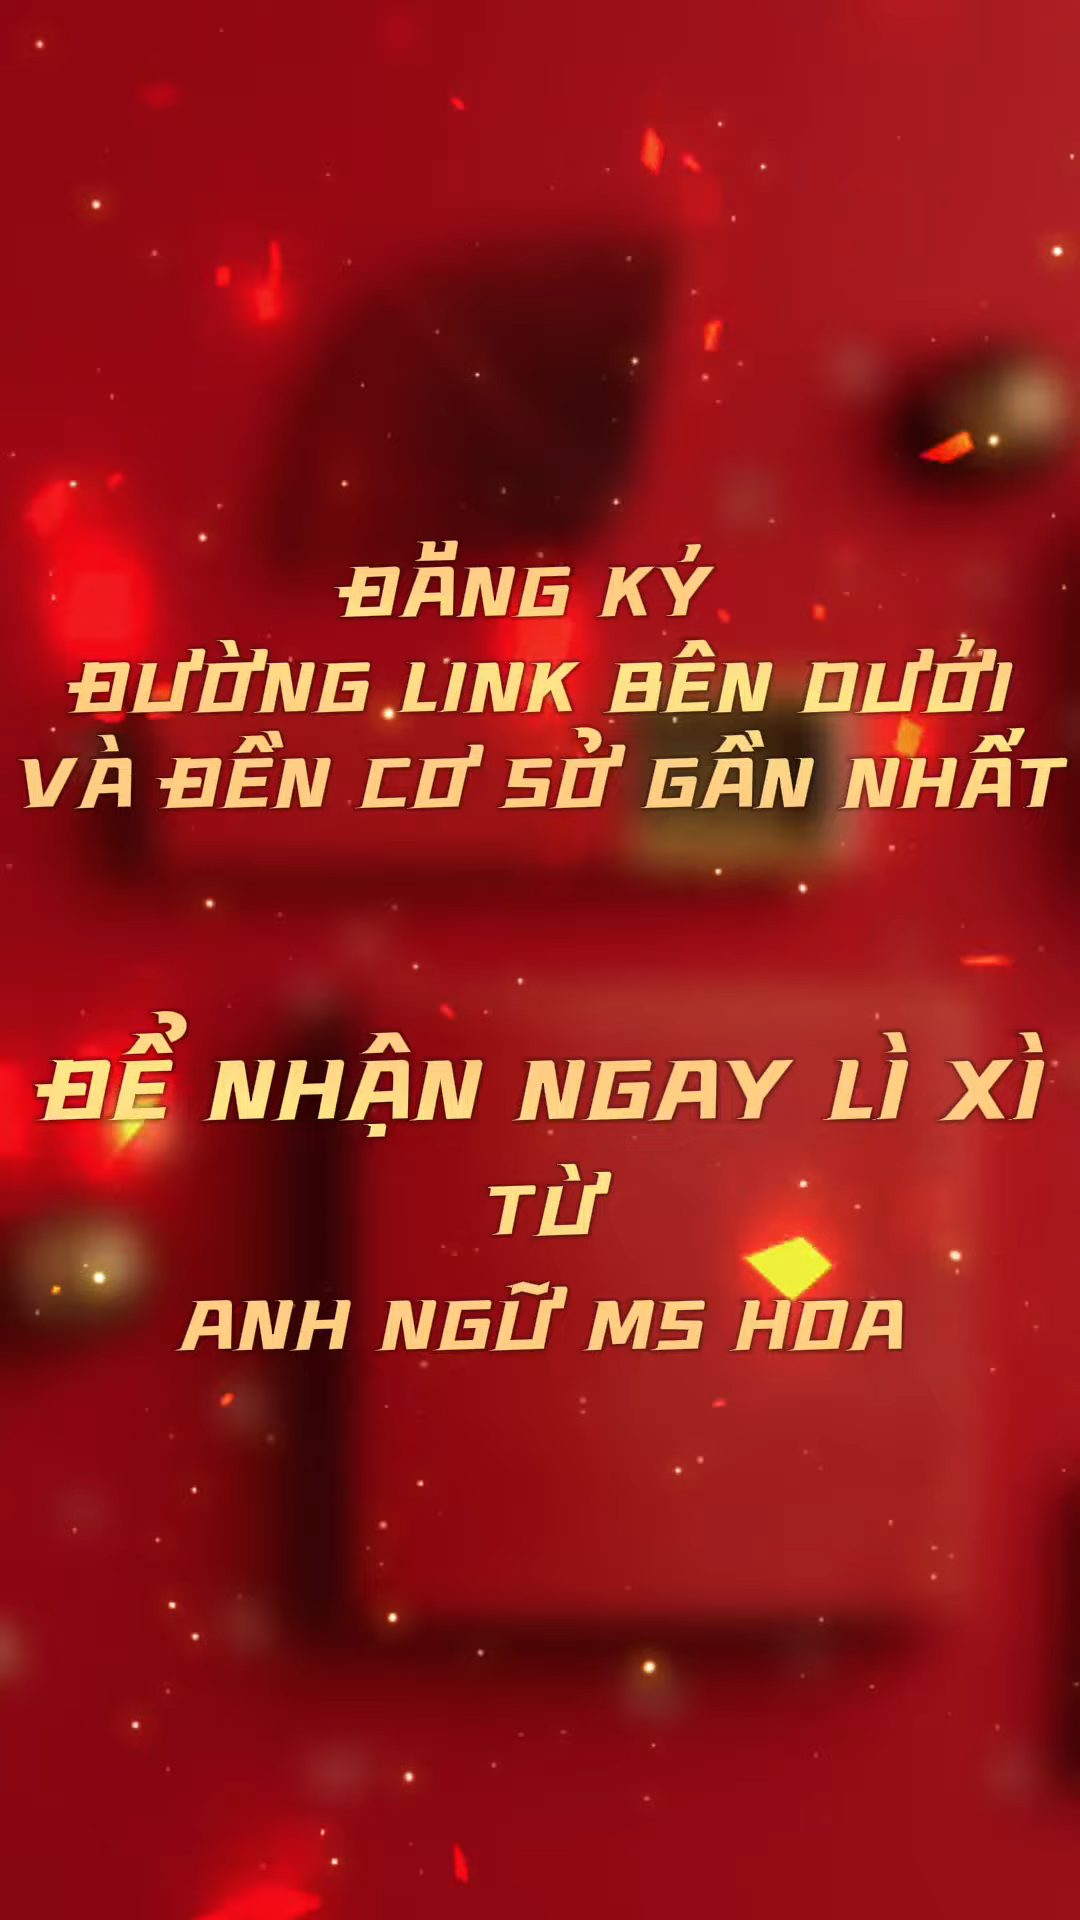 ĐĂNG KÝ
ĐƯỜNG LINK BÊN DƯỚI
VÀ ĐỀN CƠ SỞ GẦN NHẤT
ĐỂ NHẬN NGAY LÌ XÌ
TỪ
ANH NGỮ MS HOA